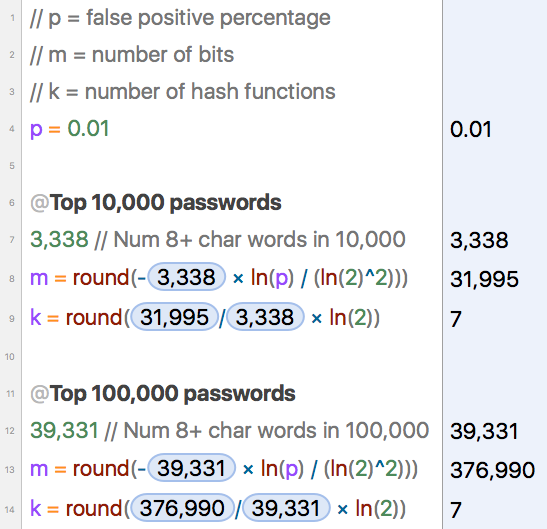 1 // p = false positive percentage
2 // m = number of bits
3 // k = number of hash functions
4 p = 0.01 0.01
5
6 @Top 10,000 passwords
7 3,338 // Num 8+ char words in 10,000 3,338
8 m = round(- 3,338 × ln(p) / (ln(2)^2))) 31,995
9 k = round( 31,995 / 3,338 × ln(2)) 7
10
11 @Top 100,000 passwords
12 39,331 // Num 8+ char words in 100,000 39,331
13 m = round(- 39,331 × ln(p) / (ln(2)^2))) 376,990
14 k = round( 376,990 / 39,331 × ln(2)) 7